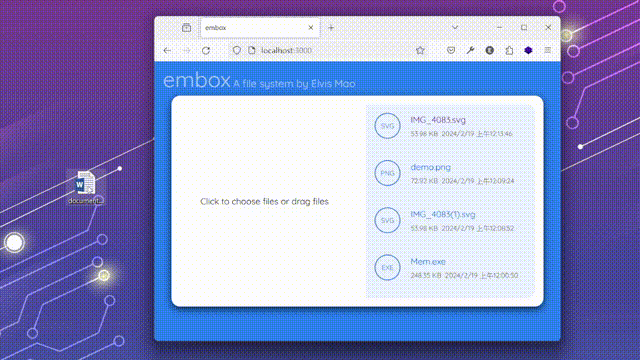 embox
localhost:3000
embox A file system by Elvis Mao
SVG
IMG_4083.svg
53.98 KB 2024/2/19 上午12:13:46
PNG
demo.png
72.92 KB 2024/2/19 上午12:09:24
Click to choose files or drag files
SVG
IMG_4083(1).svg
53.98 KB 2024/2/19 上午12:08:52
EXE
Mem.exe
248.35 KB 2024/2/19 上午12:00:50
W
document...